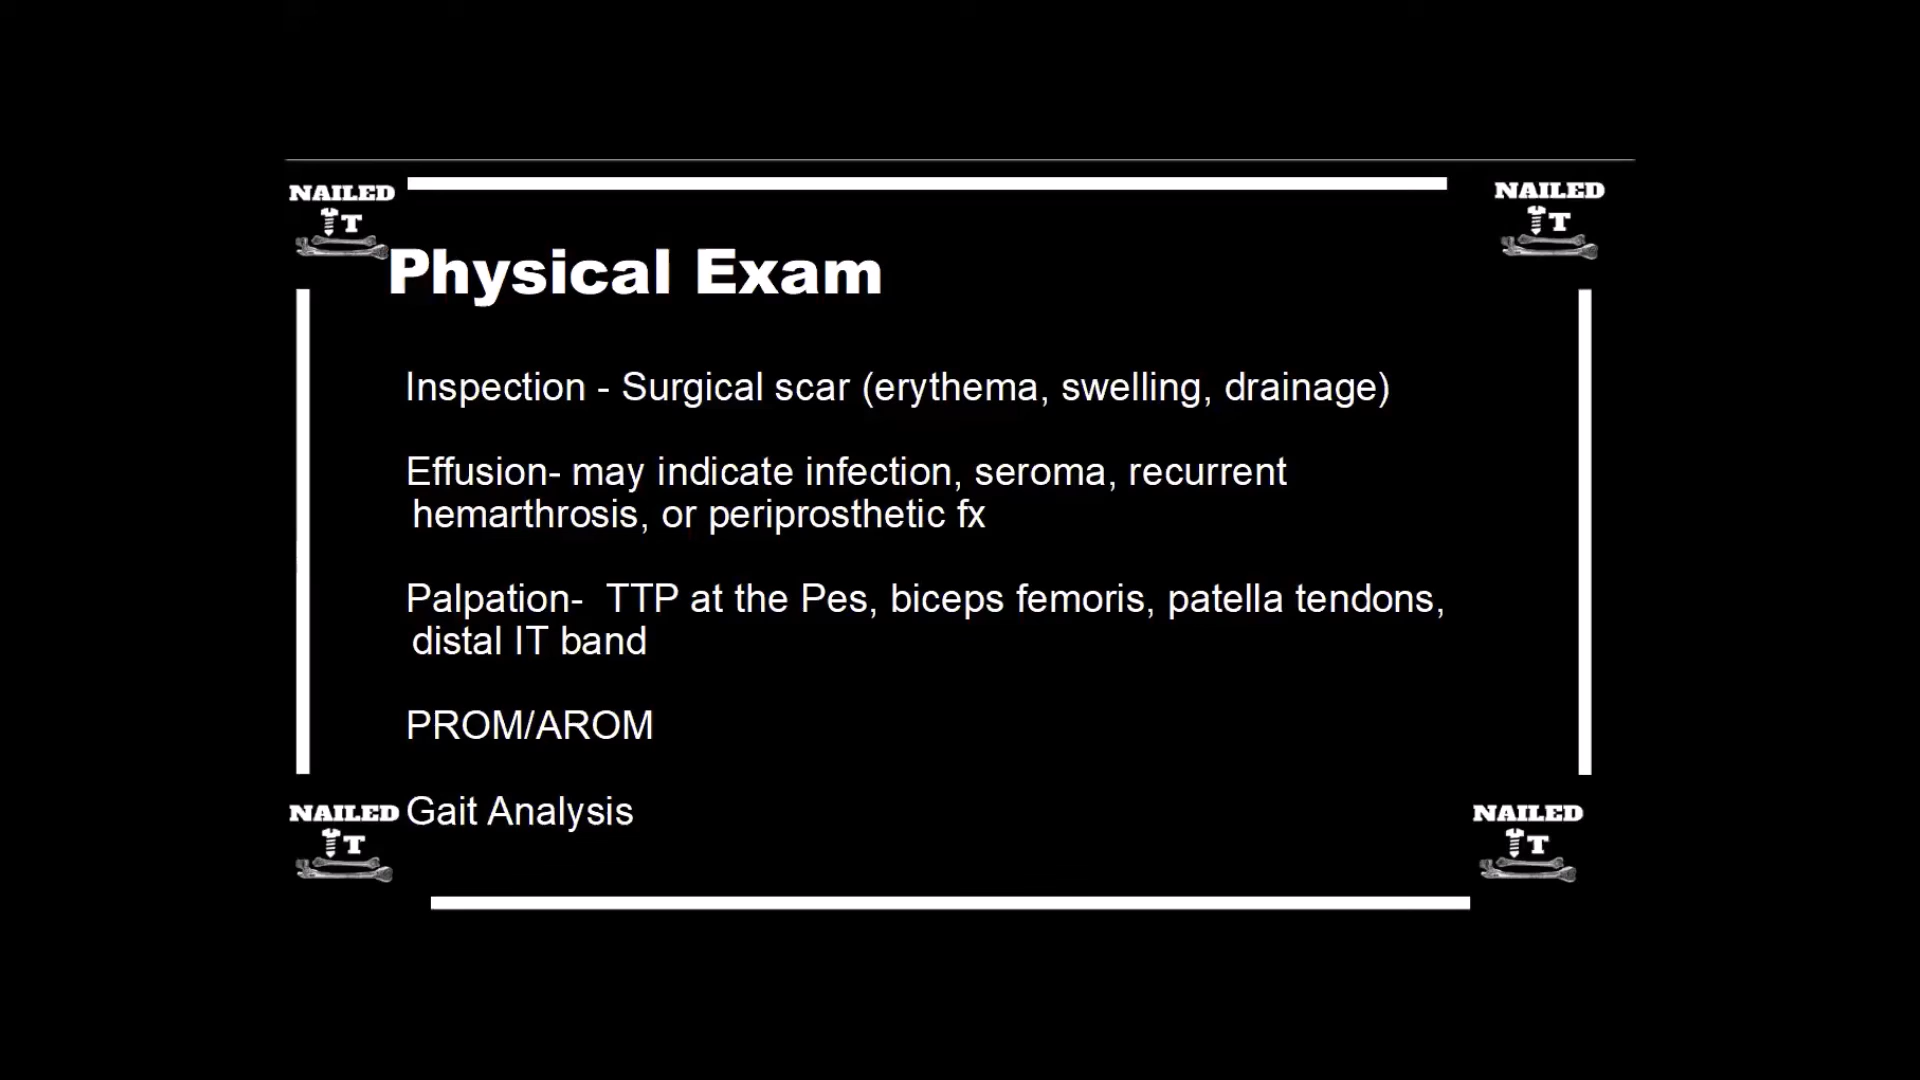 NAILED
IT
NAILED
IT
Physical Exam
Inspection - Surgical scar (erythema, swelling, drainage)
Effusion- may indicate infection, seroma, recurrent
hemarthrosis, or periprosthetic fx
Palpation-  TTP at the Pes, biceps femoris, patella tendons,
distal IT band
PROM/AROM
Gait Analysis
NAILED
IT
NAILED
IT